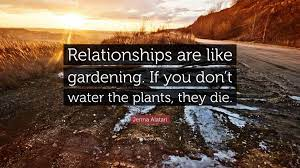 Relationships are like
gardening. If you don't
water the plants, they die.
Jenna Alatari